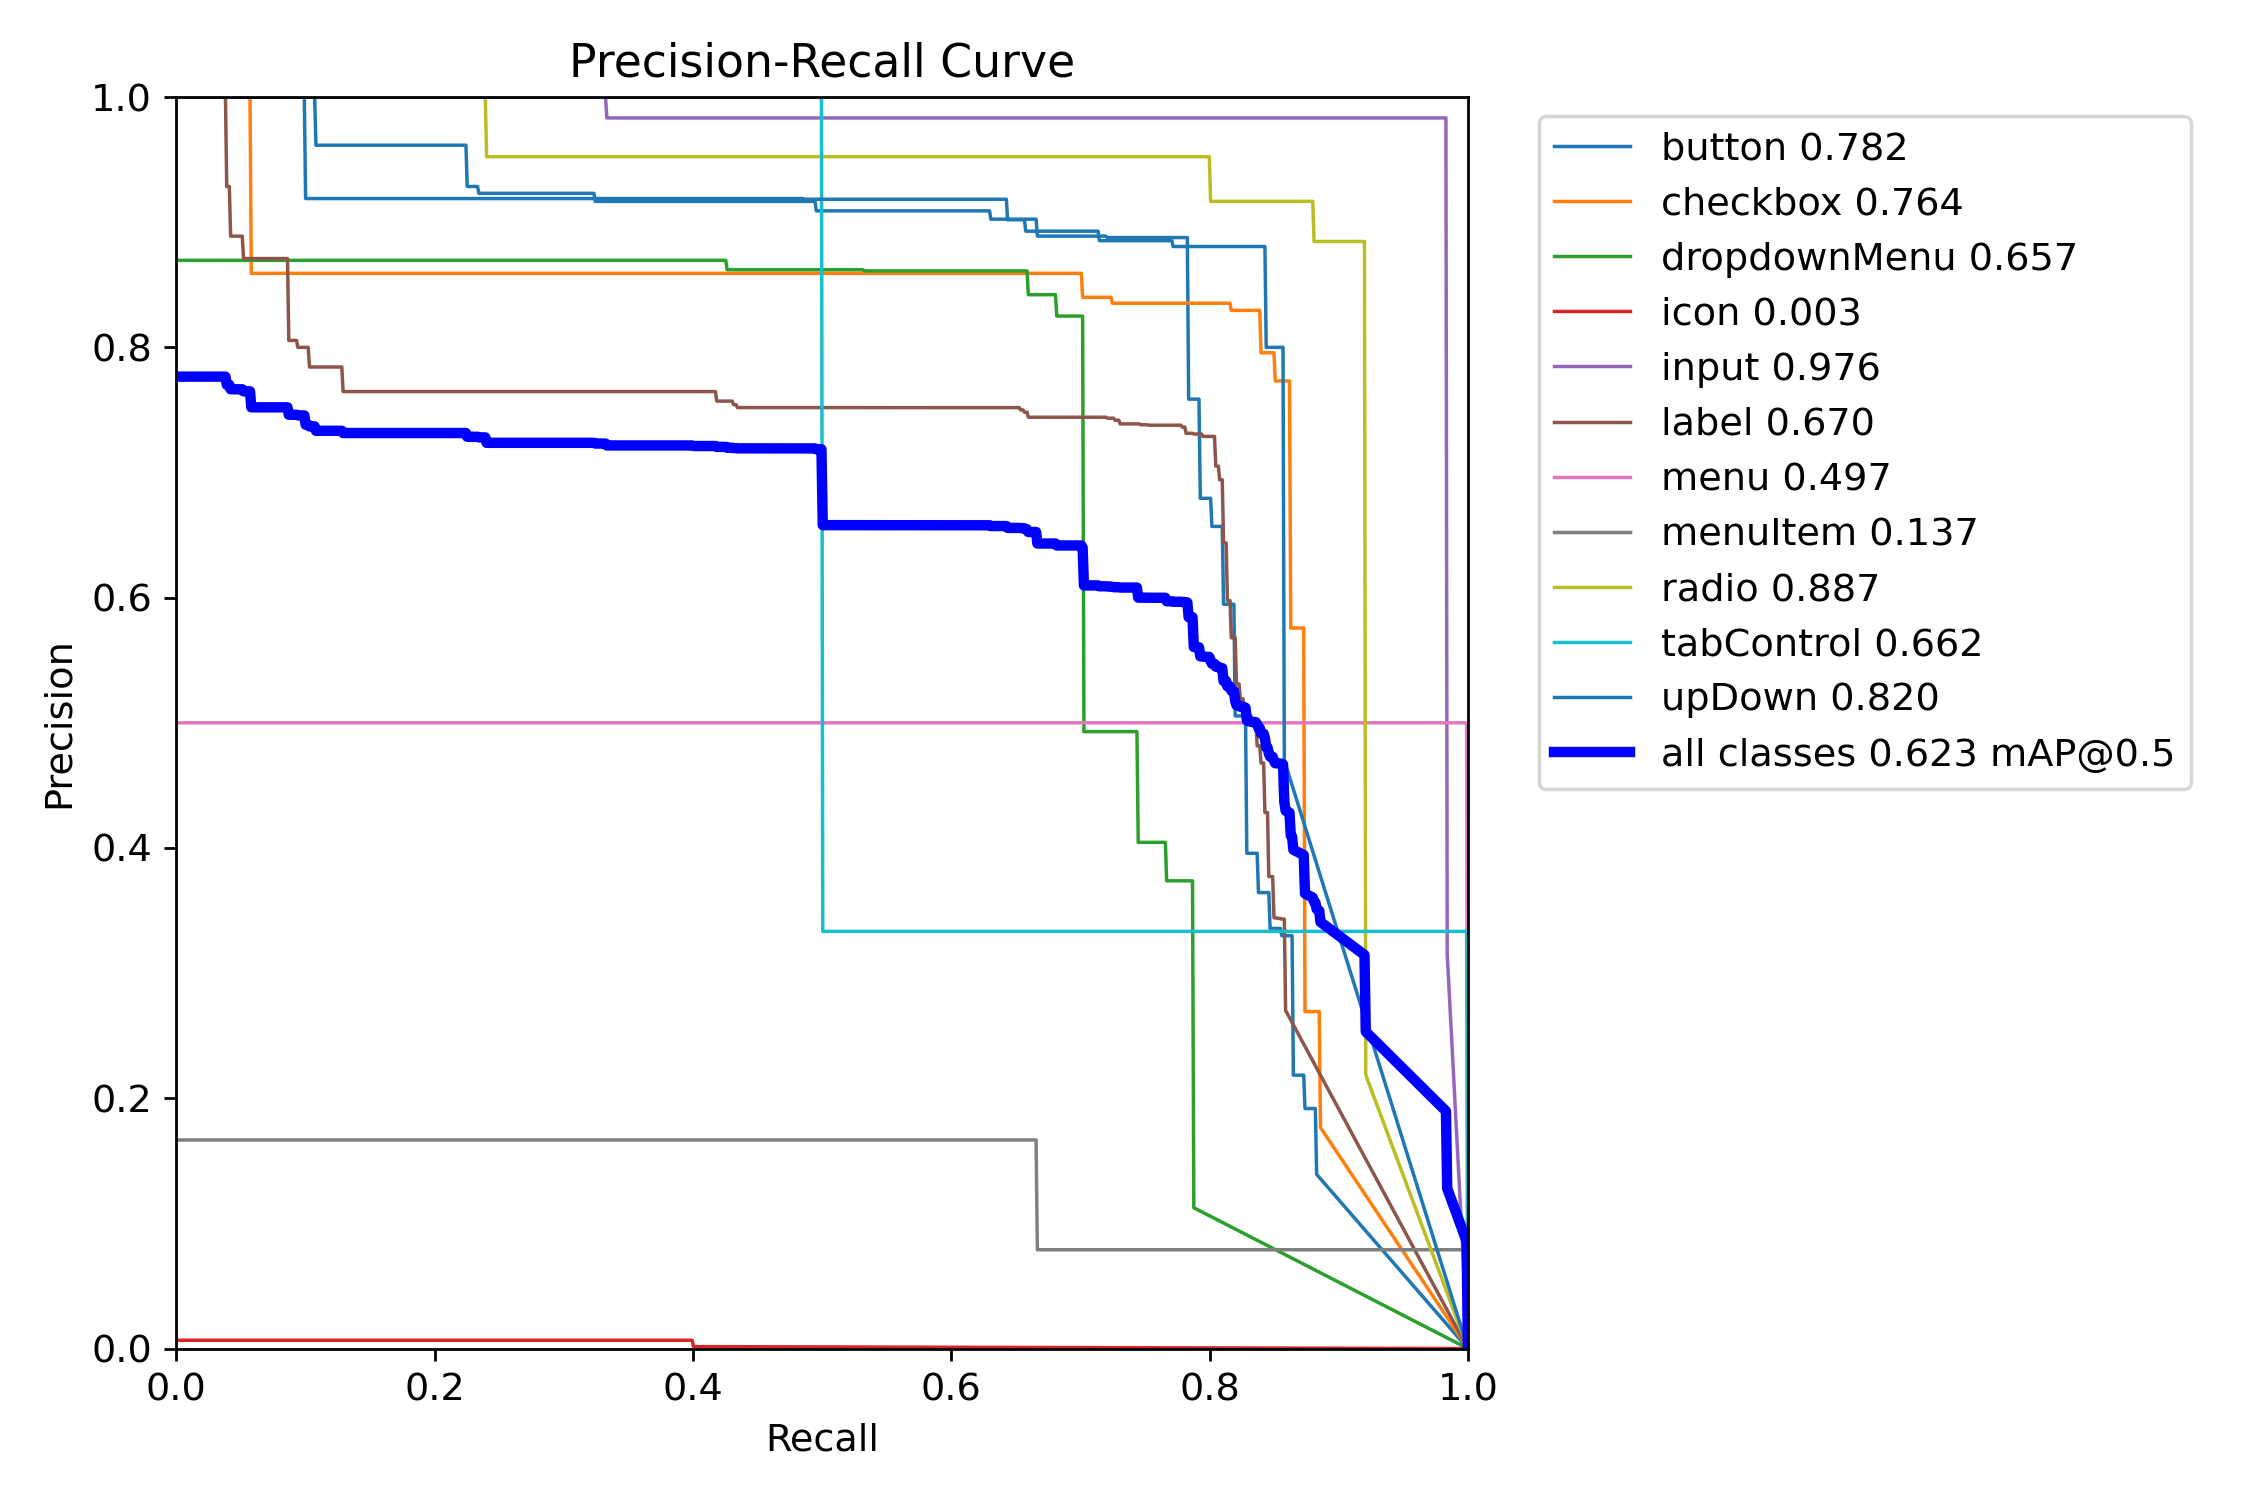 Precision-Recall Curve
1.0
0.8
0.6
0.4
0.2
0.0
Precision
0.0 0.2 0.4 0.6 0.8 1.0
Recall
button 0.782
checkbox 0.764
dropdownMenu 0.657
icon 0.003
input 0.976
label 0.670
menu 0.497
menuItem 0.137
radio 0.887
tabControl 0.662
upDown 0.820
all classes 0.623 mAP@0.5